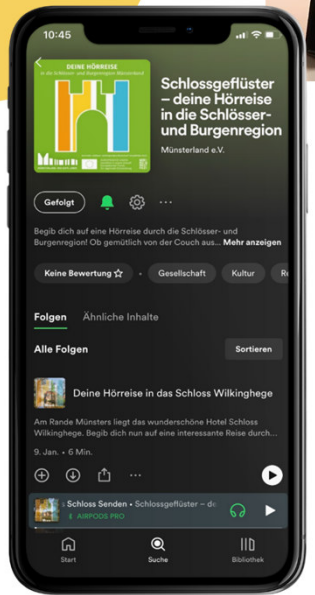 10:45
DEINE HÖRREISE
in die Schlösser- und Burgenregion Münsterland
Schlossgeflüster
– deine Hörreise
in die Schlösser-
und Burgenregion
Münsterland e.V.
Gefolgt
Begib dich auf eine Hörreise durch die Schlösser- und
Burgenregion! Ob gemütlich von der Couch aus... Mehr anzeigen
Keine Bewertung
Gesellschaft
Kultur
Folgen
Ähnliche Inhalte
Alle Folgen
Sortieren
Deine Hörreise in das Schloss Wilkinghege
Am Rande Münsters liegt das wunderschöne Hotel Schloss
Wilkinghege. Begib dich nun auf eine interessante Reise durch...
9. Jan. • 6 Min.
s Schloss Senden • Schlossgeflüster – de
AIRPODS PRO
Start
Suche
Bibliothek